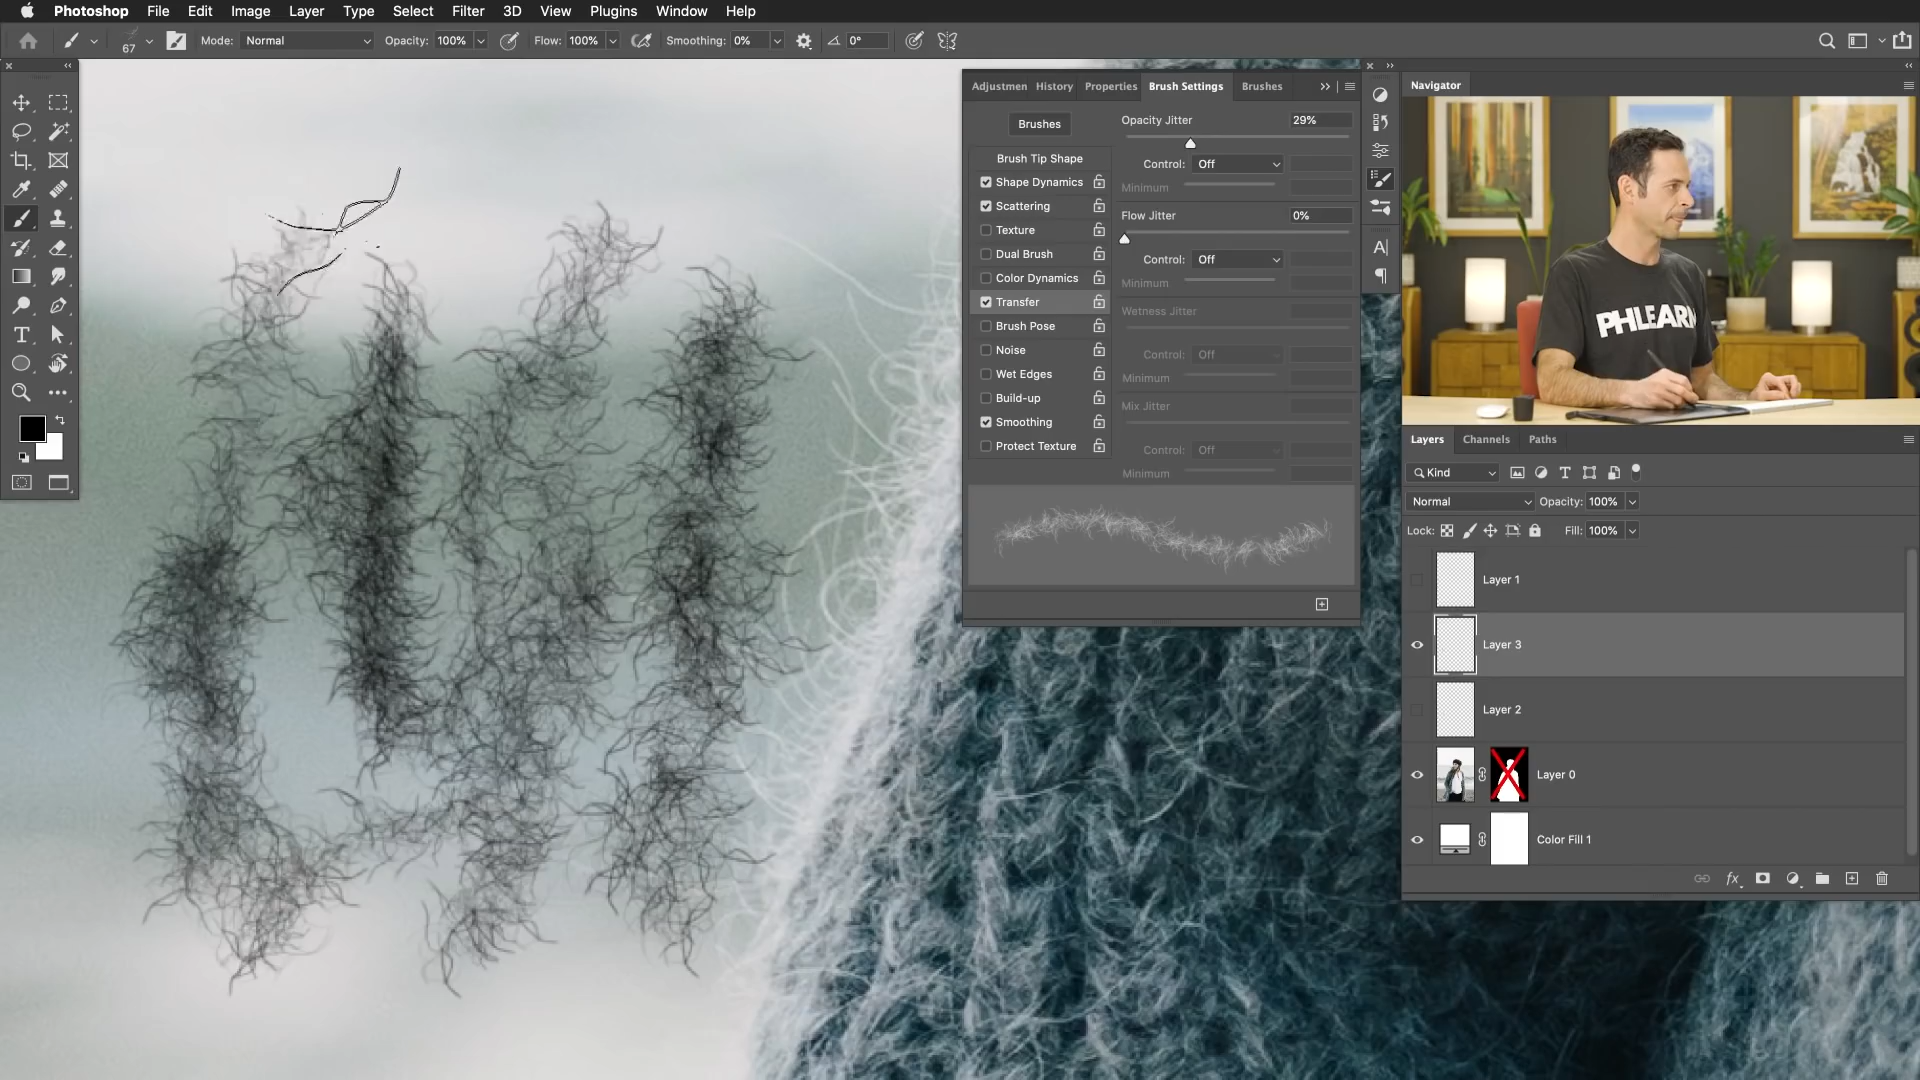 Photoshop File Edit Image Layer Type Select Filter 3D View Plugins Window Help
67 Mode: Normal Opacity: 100% Flow: 100% Smoothing: 0% 0°
Adjustmen History Properties Brush Settings Brushes
Navigator
Brushes
Opacity Jitter 29%
Brush Tip Shape
Control: Off
Shape Dynamics
Minimum
Scattering
Flow Jitter 0%
Texture
Dual Brush
Control: Off
Color Dynamics
Minimum
Transfer
Wetness Jitter
Brush Pose
Noise
Control: Off
Wet Edges
Minimum
Build-up
Mix Jitter
Smoothing
Protect Texture
Control: Off
Minimum
PHLEARN
Layers Channels Paths
Kind
Normal Opacity: 100%
Lock: Fill: 100%
Layer 1
Layer 3
Layer 2
Layer 0
Color Fill 1
fx